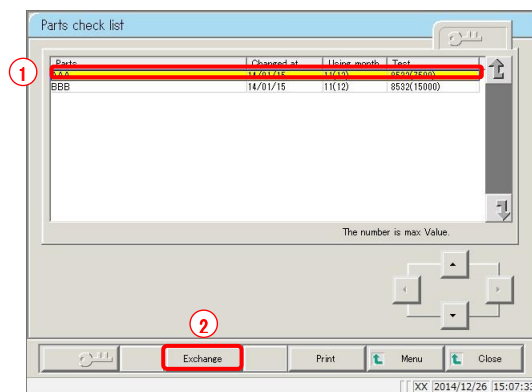 Parts check list
1
Parts Changed at Using month Test
AAA 14/01/15 11(12) 8532(7500)
BBB 14/01/15 11(12) 8532(15000)
The number is max Value.
2
Exchange Print Menu Close
XX 2014/12/26 15:07:3